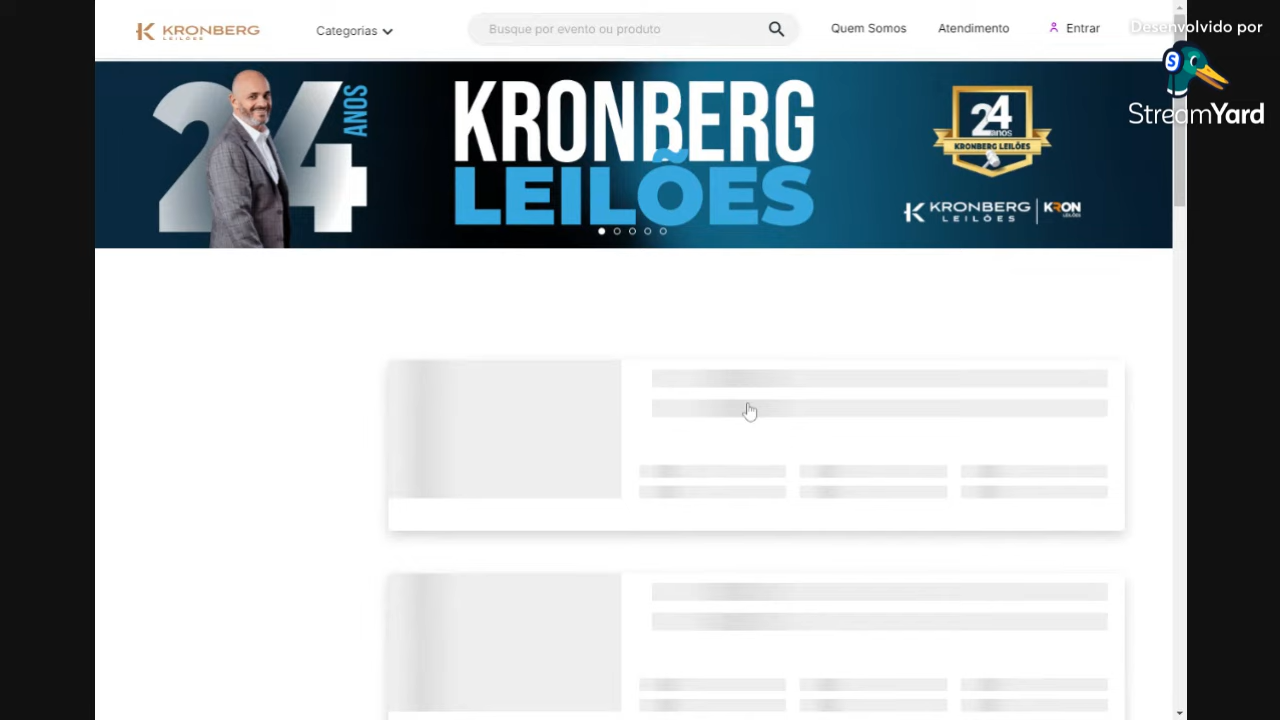 KRONBERG
LEILÕES
Categorias
Busque por evento ou produto
Quem Somos
Atendimento
Entrar
Desenvolvido por
S
StreamYard
24
ANOS
KRONBERG
LEILÕES
24
anos
KRONBERG LEILÕES
KRONBERG
LEILÕES
KRON
LEILÕES